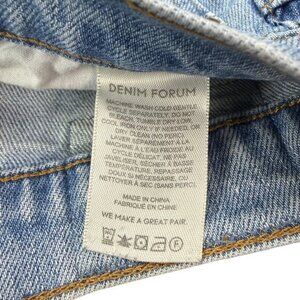 DENIM FORUM
MACHINE WASH COLD GENTLE
CYCLE SEPARATELY, DO NOT
BLEACH, TUMBLE DRY LOW,
COOL IRON ONLY IF NEEDED, OR
DRY CLEAN (NO PERC).
LAVER SÉPARÉMENT À LA
MACHINE À L'EAU FROIDE AU
CYCLE DÉLICAT, NE PAS
JAVELISER, SÉCHER À BASSE
TEMPÉRATURE, REPASSAGE
DOUX SI NÉCESSAIRE OU
NETTOYER À SEC (SANS PERC).
MADE IN CHINA
FABRIQUÉ EN CHINE
WE MAKE A GREAT PAIR.
F